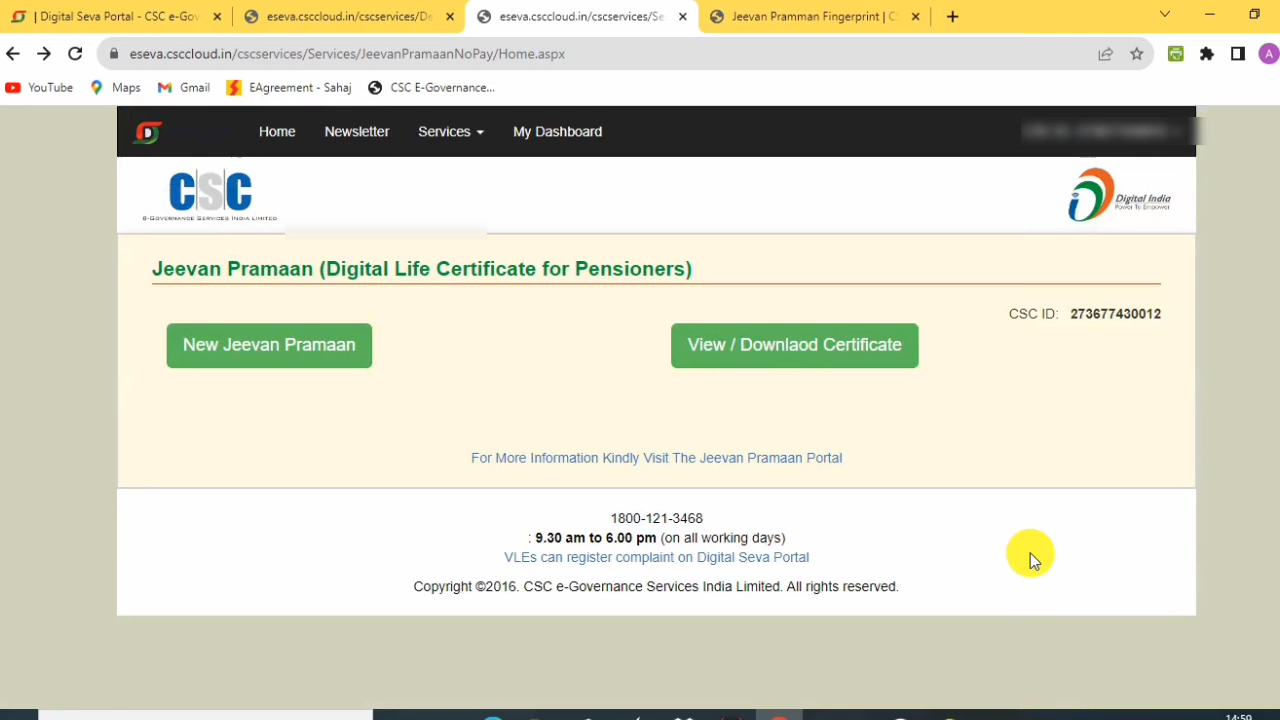 | Digital Seva Portal - CSC e-Gov
eseva.csccloud.in/cscservices/De
eseva.csccloud.in/cscservices/Se
Jeevan Pramman Fingerprint | CS
eseva.csccloud.in/cscservices/Services/JeevanPramaanNoPay/Home.aspx
A
YouTube
Maps
Gmail
EAgreement - Sahaj
CSC E-Governance...
Home
Newsletter
Services
My Dashboard
CSC
E-GOVERNANCE SERVICES INDIA LIMITED
Digital India
Power To Empower
Jeevan Pramaan (Digital Life Certificate for Pensioners)
CSC ID: 273677430012
New Jeevan Pramaan
View / Downlaod Certificate
For More Information Kindly Visit The Jeevan Pramaan Portal
1800-121-3468
: 9.30 am to 6.00 pm (on all working days)
VLEs can register complaint on Digital Seva Portal
Copyright ©2016. CSC e-Governance Services India Limited. All rights reserved.
14:59